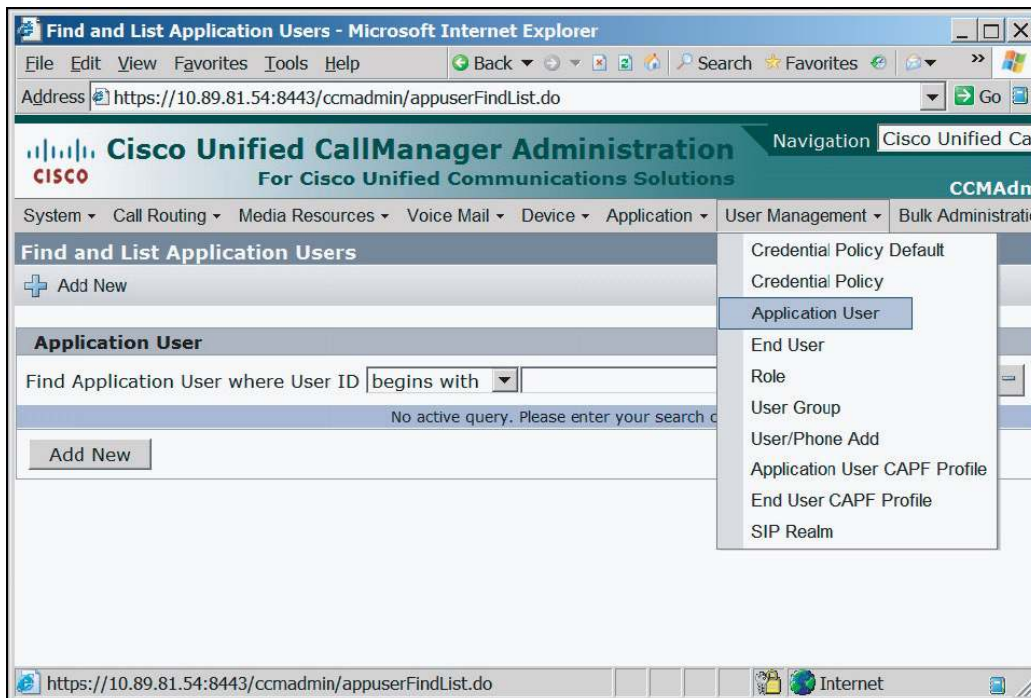 Find and List Application Users - Microsoft Internet Explorer
File Edit View Favorites Tools Help Back Search Favorites »
Address https://10.89.81.54:8443/ccmadmin/appuserFindList.do Go
CISCO Cisco Unified CallManager Administration
For Cisco Unified Communications Solutions
Navigation Cisco Unified Ca
CCMAdm
System Call Routing Media Resources Voice Mail Device Application User Management Bulk Administrati
Find and List Application Users
Add New
Application User
Find Application User where User ID begins with
No active query. Please enter your search c
Add New
Credential Policy Default
Credential Policy
Application User
End User
Role
User Group
User/Phone Add
Application User CAPF Profile
End User CAPF Profile
SIP Realm
https://10.89.81.54:8443/ccmadmin/appuserFindList.do Internet